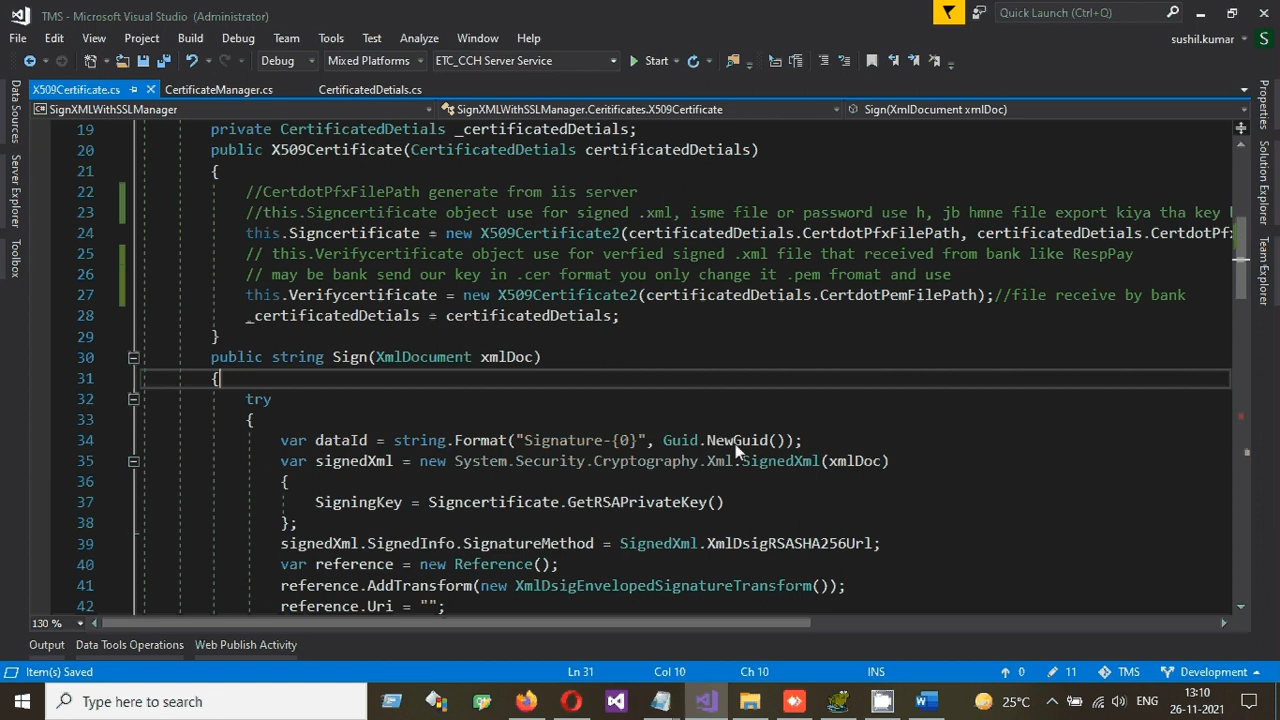 TMS - Microsoft Visual Studio (Administrator)
Quick Launch (Ctrl+Q)
File Edit View Project Build Debug Team Tools Test Analyze Window Help
sushil.kumar S
Debug Mixed Platforms ETC_CCH Server Service Start
X509Certificate.cs CertificateManager.cs CertificatedDetials.cs
SignXMLWithSSLManager SignXMLWithSSLManager.Ceritificates.X509Certificate Sign(XmlDocument xmlDoc)
Data Sources
Server Explorer
Toolbox
19 private CertificatedDetials _certificatedDetials;
20 public X509Certificate(CertificatedDetials certificatedDetials)
21 {
22 //CertdotPfxFilePath generate from iis server
23 //this.Signcertificate object use for signed .xml, isme file or password use h, jb hmne file export kiya tha key
24 this.Signcertificate = new X509Certificate2(certificatedDetials.CertdotPfxFilePath, certificatedDetials.CertdotPf
25 // this.Verifycertificate object use for verfied signed .xml file that received from bank like RespPay
26 // may be bank send our key in .cer format you only change it .pem fromat and use
27 this.Verifycertificate = new X509Certificate2(certificatedDetials.CertdotPemFilePath);//file receive by bank
28 _certificatedDetials = certificatedDetials;
29 }
30 public string Sign(XmlDocument xmlDoc)
31 {
32 try
33 {
34 var dataId = string.Format("Signature-{0}", Guid.NewGuid());
35 var signedXml = new System.Security.Cryptography.Xml.SignedXml(xmlDoc)
36 {
37 SigningKey = Signcertificate.GetRSAPrivateKey()
38 };
39 signedXml.SignedInfo.SignatureMethod = SignedXml.XmlDsigRSASHA256Url;
40 var reference = new Reference();
41 reference.AddTransform(new XmlDsigEnvelopedSignatureTransform());
42 reference.Uri = "";
Solution Explorer
Team Explorer
130 %
Output Data Tools Operations Web Publish Activity
Item(s) Saved Ln 31 Col 10 Ch 10 INS 0 11 TMS Development
Type here to search
25°C ENG 13:10
26-11-2021